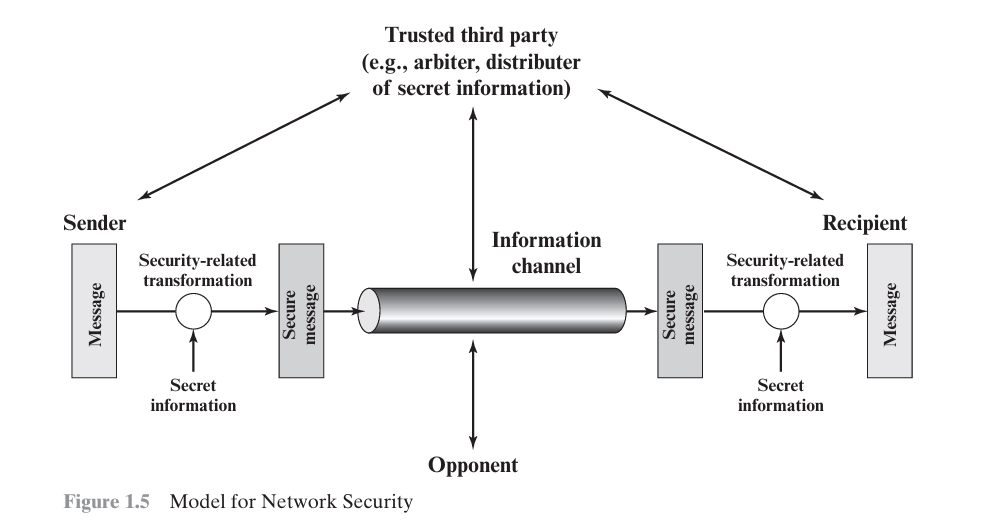 Trusted third party
(e.g., arbiter, distributer
of secret information)
Sender
Recipient
Information
channel
Security-related
transformation
Security-related
transformation
Message
Secure
message
Secure
message
Message
Secret
information
Secret
information
Opponent
Figure 1.5 Model for Network Security